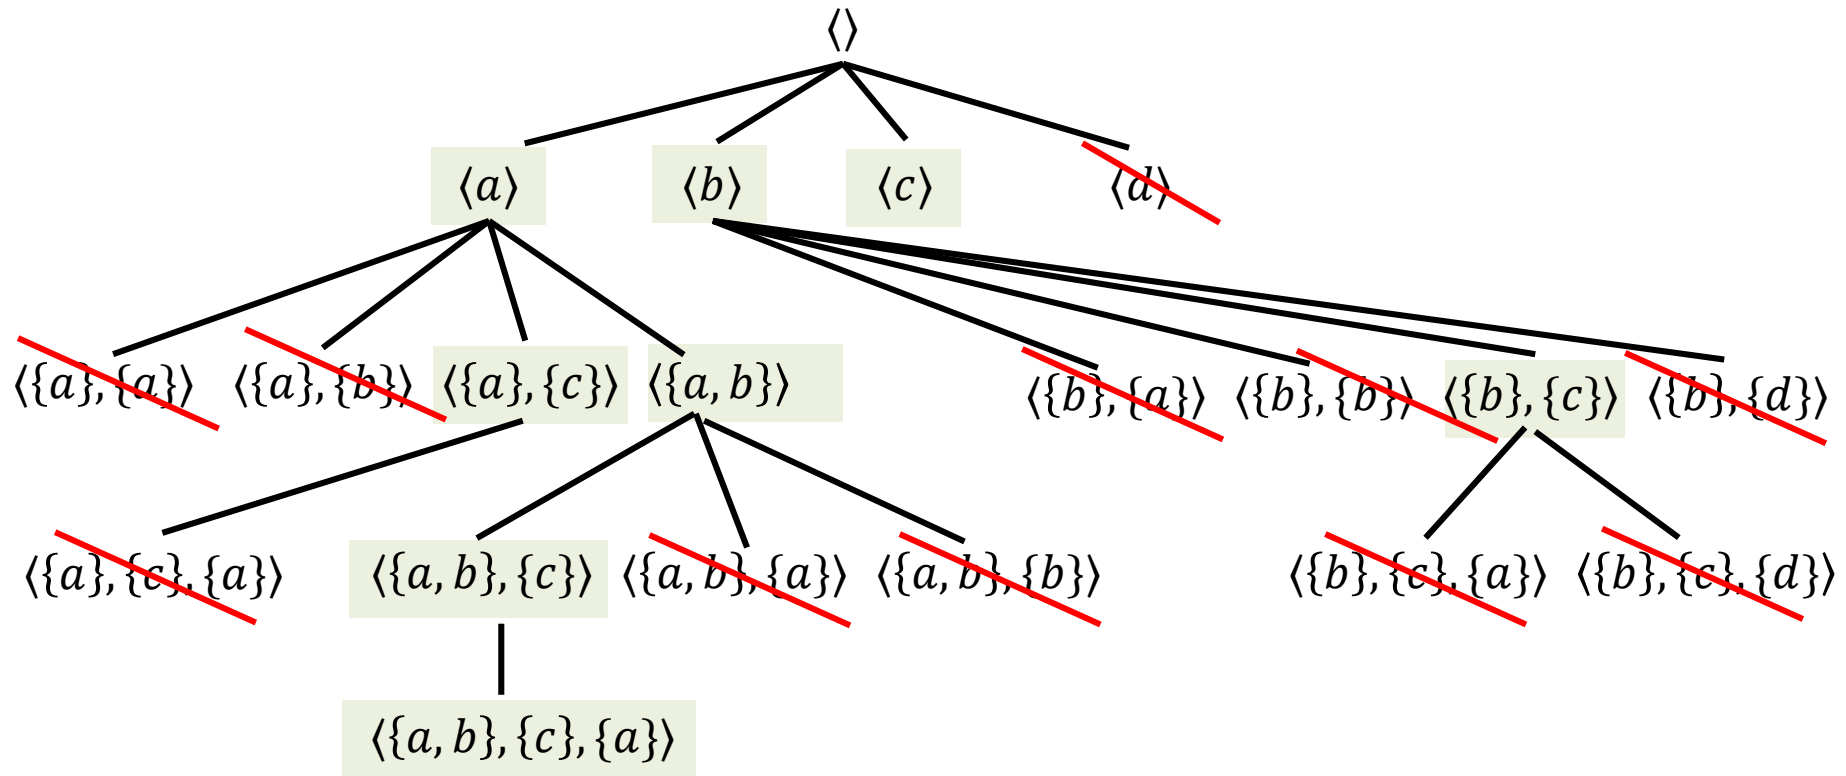 ⟨⟩
⟨a⟩ ⟨b⟩ ⟨c⟩ ⟨d⟩
⟨{a},{a}⟩ ⟨{a},{b}⟩ ⟨{a},{c}⟩ ⟨{a, b}⟩ ⟨{b},{a}⟩ ⟨{b},{b}⟩ ⟨{b},{c}⟩ ⟨{b},{d}⟩
⟨{a},{c},{a}⟩ ⟨{a, b},{c}⟩ ⟨{a, b},{a}⟩ ⟨{a, b},{b}⟩ ⟨{b},{c},{a}⟩ ⟨{b},{c},{d}⟩
⟨{a, b},{c},{a}⟩